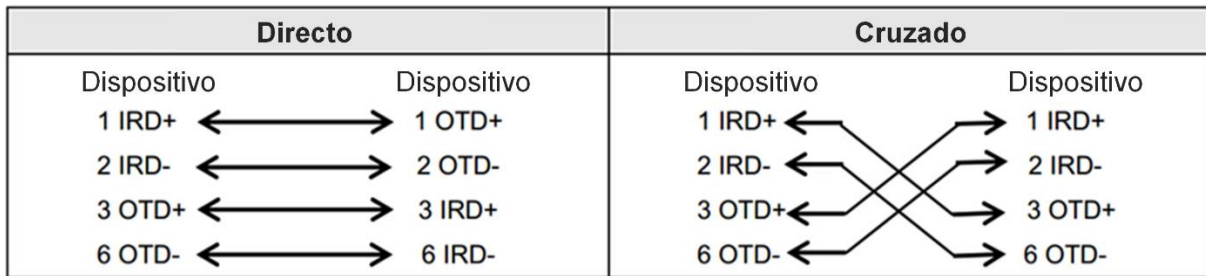 Directo Cruzado
Dispositivo Dispositivo Dispositivo Dispositivo
1 IRD+ 1 OTD+ 1 IRD+ 1 IRD+
2 IRD- 2 OTD- 2 IRD- 2 IRD-
3 OTD+ 3 IRD+ 3 OTD+ 3 OTD+
6 OTD- 6 IRD- 6 OTD- 6 OTD-